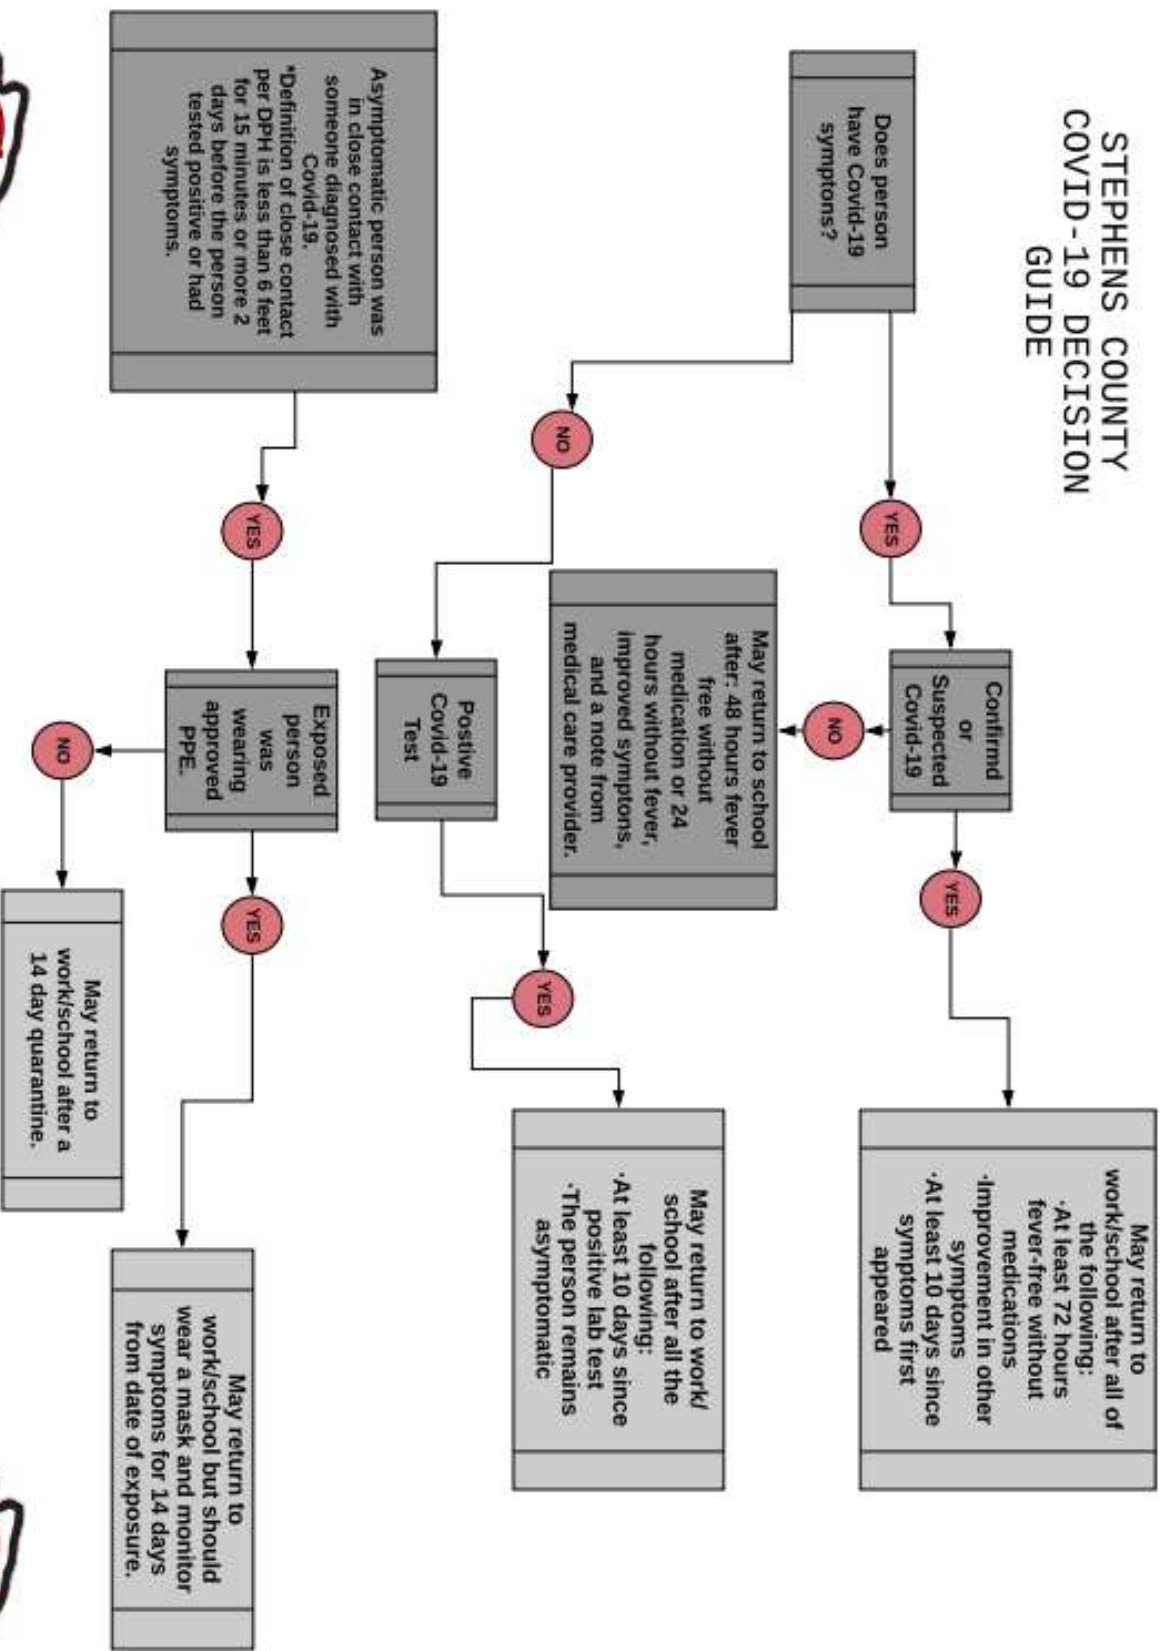 STEPHENS COUNTY
COVID-19 DECISION
GUIDE
Does person
have Covid-19
symptoms?
YES
Confirmd
or
Suspected
Covid-19
YES
May return to
work/school after all of
the following:
·At least 72 hours
fever-free without
medications
·Improvement in other
symptoms
·At least 10 days since
symptoms first
appeared
NO
May return to school
after: 48 hours fever
free without
medication or 24
hours without fever,
improved symptons,
and a note from
medical care provider.
NO
Postive
Covid-19
Test
YES
May return to work/
school after all the
following:
·At least 10 days since
positive lab test
·The person remains
asymptomatic
Asymptomatic person was
in close contact with
someone diagnosed with
Covid-19.
*Definition of close contact
per DPH is less than 6 feet
for 15 minutes or more 2
days before the person
tested positive or had
symptoms.
YES
Exposed
person
was
wearring
approved
PPE.
YES
May return to
work/school but should
wear a mask and monitor
symptoms for 14 days
from date of exposure.
NO
May return to
work/school after a
14 day quarantine.